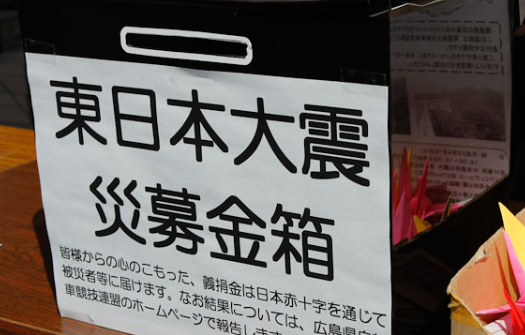 東日本大震
災募金箱
皆様からの心のこもった、義捐金は日本赤十字を通じて
被災者等に届けます。なお結果については、広島県自
車競技連盟のホームページで報告しま